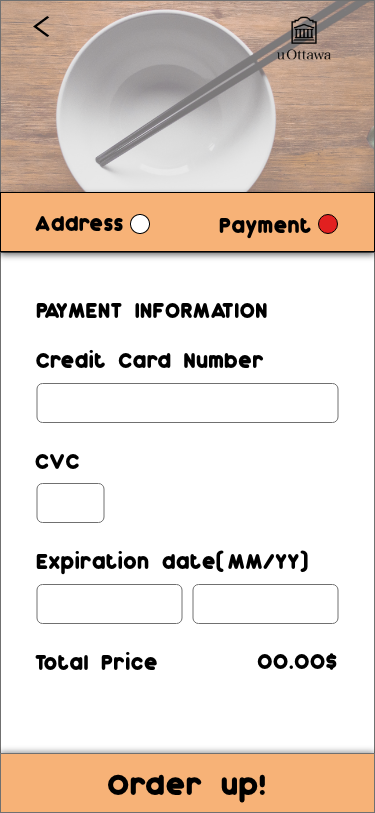 uOttawa
Address Payment
PAYMENT INFORMATION
Credit Card Number
CVC
Expiration date(MM/YY)
Total Price 00.00$
Order up!